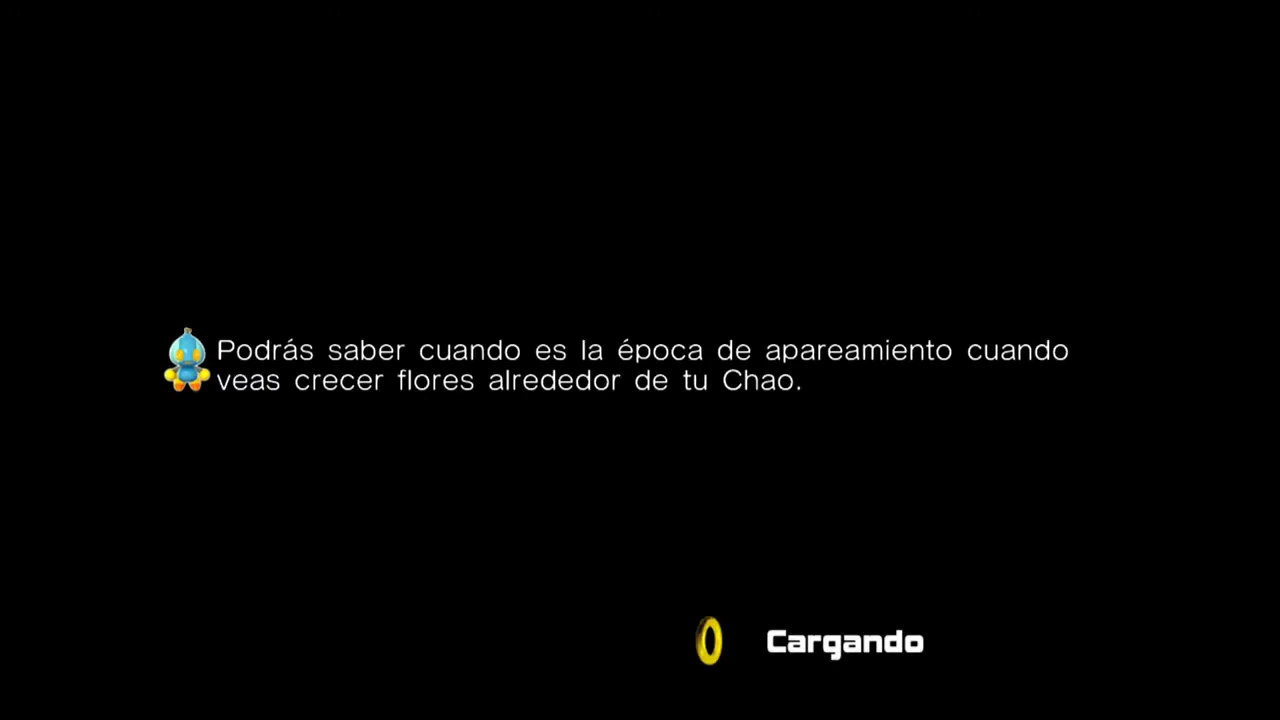 Podrás saber cuando es la época de apareamiento cuando
veas crecer flores alrededor de tu Chao.
Cargando